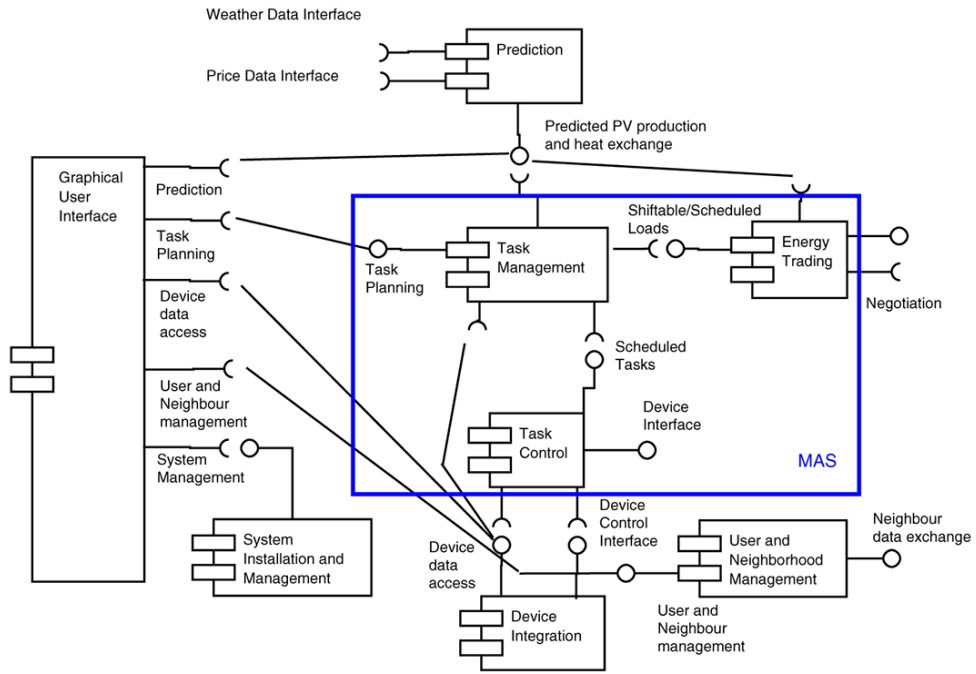 Weather Data Interface
Prediction
Price Data Interface
Predicted PV production
and heat exchange
Graphical
User
Interface
Prediction
Shiftable/Scheduled
Loads
Task
Planning
Task
Management
Energy
Trading
Task
Planning
Device
data
access
Negotiation
Scheduled
Tasks
User and
Neighbour
management
Device
Interface
Task
Control
System
Management
MAS
Device
Control
Interface
Neighbour
data exchange
System
Installation and
Management
Device
data
access
User and
Neighborhood
Management
Device
Integration
User and
Neighbour
management